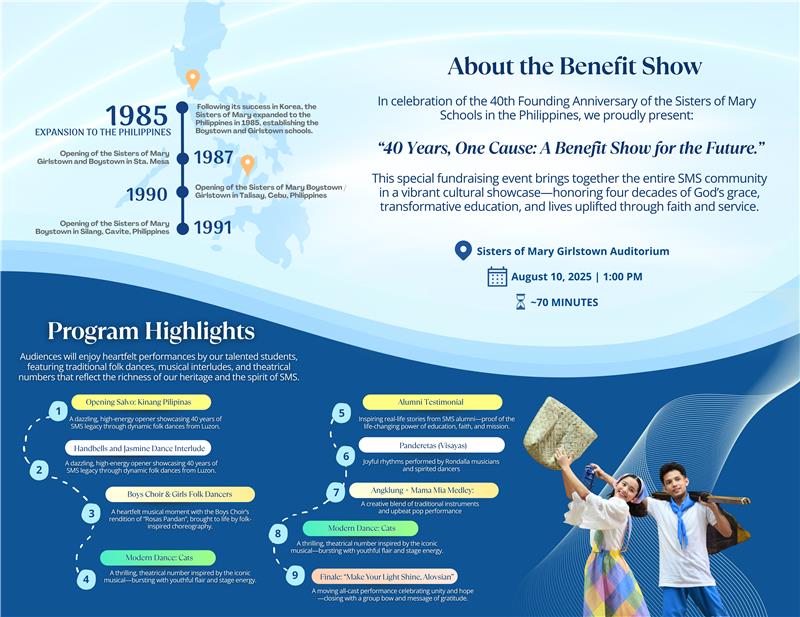 1985
EXPANSION TO THE PHILIPPINES
Following its success in Korea, the
Sisters of Mary expanded to the
Philippines in 1985, establishing the
Boystown and Girlstown schools.
Opening of the Sisters of Mary
Girlstown and Boystown in Sta. Mesa
1987
1990
Opening of the Sisters of Mary Boystown /
Girlstown in Talisay, Cebu, Philippines
Opening of the Sisters of Mary
Boystown in Silang, Cavite, Philippines
1991
About the Benefit Show
In celebration of the 40th Founding Anniversary of the Sisters of Mary
Schools in the Philippines, we proudly present:
“40 Years, One Cause: A Benefit Show for the Future.”
This special fundraising event brings together the entire SMS community
in a vibrant cultural showcase—honoring four decades of God’s grace,
transformative education, and lives uplifted through faith and service.
Sisters of Mary Girlstown Auditorium
August 10, 2025 | 1:00 PM
~70 MINUTES
Program Highlights
Audiences will enjoy heartfelt performances by our talented students,
featuring traditional folk dances, musical interludes, and theatrical
numbers that reflect the richness of our heritage and the spirit of SMS.
1
Opening Salvo: Kinang Pilipinas
A dazzling, high-energy opener showcasing 40 years of
SMS legacy through dynamic folk dances from Luzon.
2
Handbells and Jasmine Dance Interlude
A dazzling, high-energy opener showcasing 40 years of
SMS legacy through dynamic folk dances from Luzon.
3
Boys Choir & Girls Folk Dancers
A heartfelt musical moment with the Boys Choir’s
rendition of “Rosas Pandan”, brought to life by folk-
inspired choreography.
4
Modern Dance: Cats
A thrilling, theatrical number inspired by the iconic
musical—bursting with youthful flair and stage energy.
5
Alumni Testimonial
Inspiring real-life stories from SMS alumni—proof of the
life-changing power of education, faith, and mission.
6
Panderetas (Visayas)
Joyful rhythms performed by Rondalla musicians
and spirited dancers
7
Angklung + Mama Mia Medley:
A creative blend of traditional instruments
and upbeat pop performance
8
Modern Dance: Cats
A thrilling, theatrical number inspired by the iconic
musical—bursting with youthful flair and stage energy.
9
Finale: “Make Your Light Shine, Aloysian”
A moving all-cast performance celebrating unity and hope
—closing with a group bow and message of gratitude.